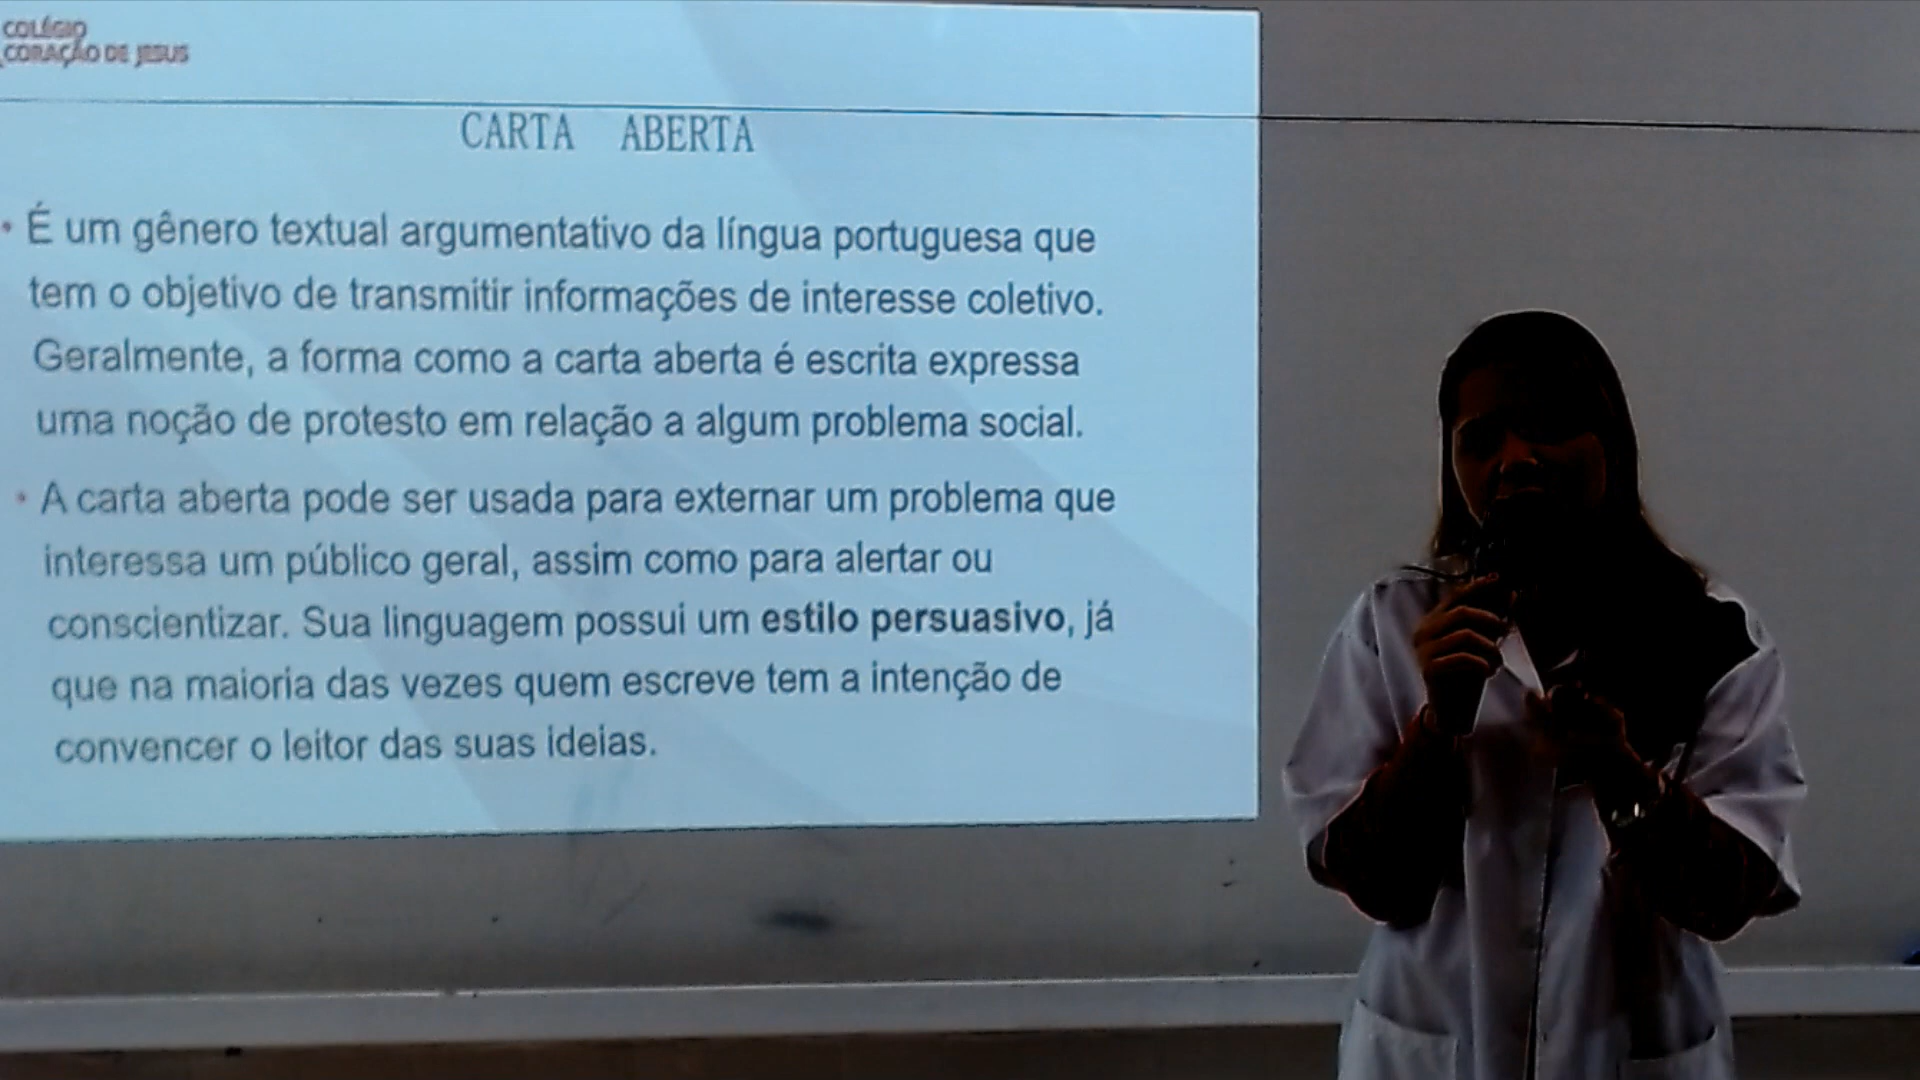 COLÉGIO
CORAÇÃO DE JESUS
CARTA ABERTA
• É um gênero textual argumentativo da língua portuguesa que
tem o objetivo de transmitir informações de interesse coletivo.
Geralmente, a forma como a carta aberta é escrita expressa
uma noção de protesto em relação a algum problema social.
• A carta aberta pode ser usada para externar um problema que
interessa um público geral, assim como para alertar ou
conscientizar. Sua linguagem possui um estilo persuasivo, já
que na maioria das vezes quem escreve tem a intenção de
convencer o leitor das suas ideias.